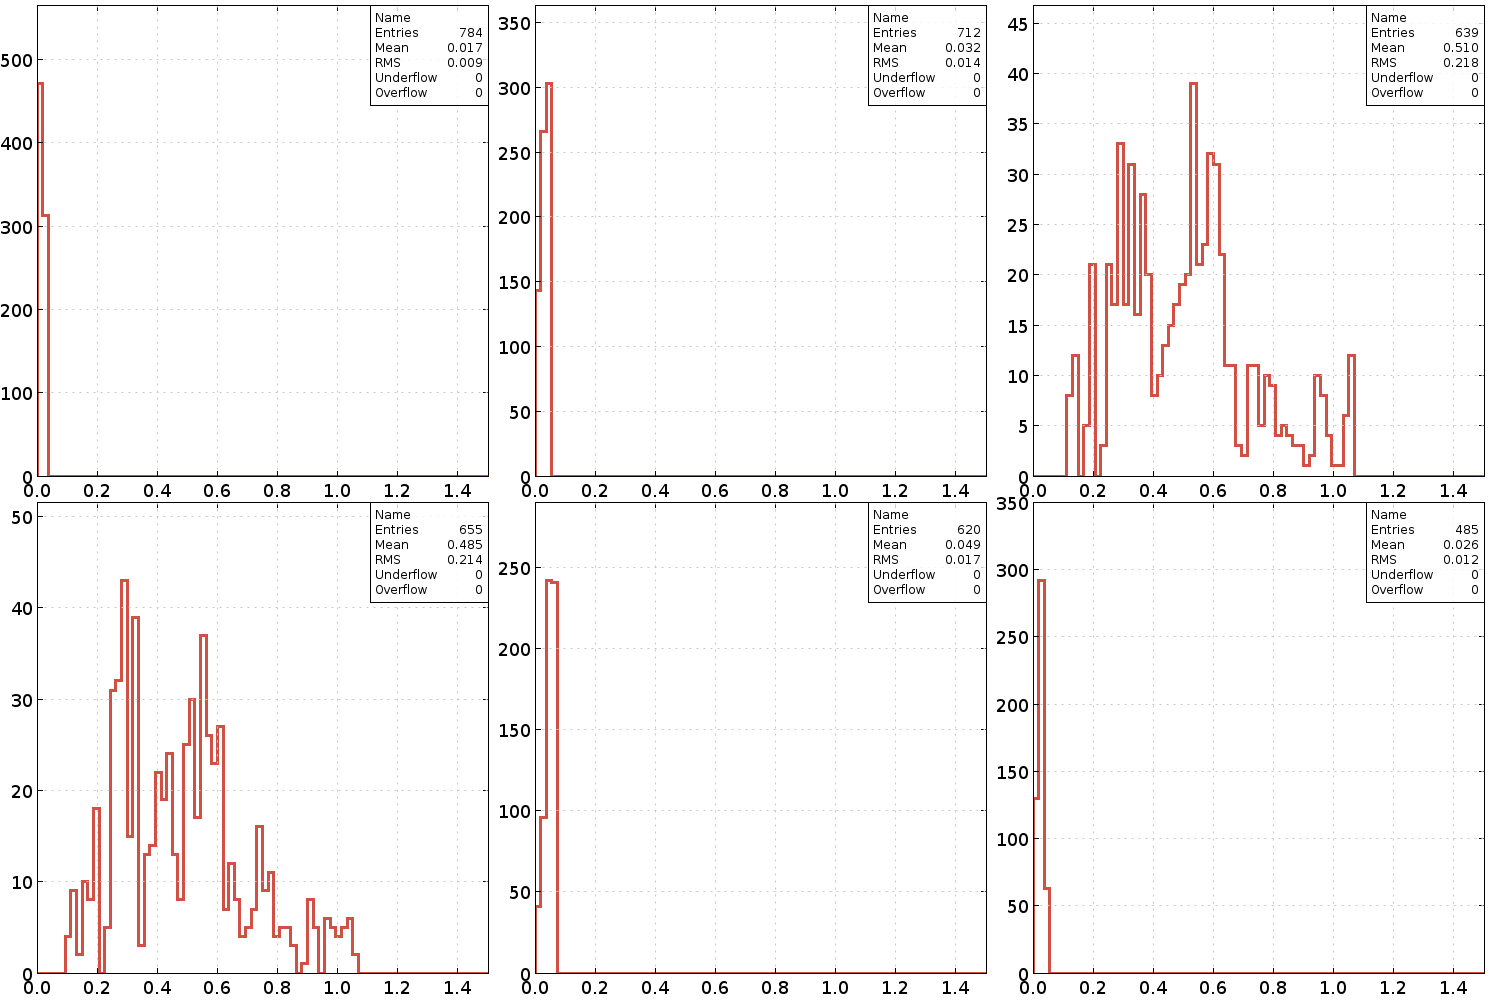 Name
Entries 784
Mean 0.017
RMS 0.009
Underflow 0
Overflow 0
500
400
300
200
100
0
0.0 0.2 0.4 0.6 0.8 1.0 1.2 1.4
Name
Entries 712
Mean 0.032
RMS 0.014
Underflow 0
Overflow 0
350
300
250
200
150
100
50
0
0.0 0.2 0.4 0.6 0.8 1.0 1.2 1.4
Name
Entries 639
Mean 0.510
RMS 0.218
Underflow 0
Overflow 0
45
40
35
30
25
20
15
10
5
0
0.0 0.2 0.4 0.6 0.8 1.0 1.2 1.4
Name
Entries 655
Mean 0.485
RMS 0.214
Underflow 0
Overflow 0
50
40
30
20
10
0
0.0 0.2 0.4 0.6 0.8 1.0 1.2 1.4
Name
Entries 620
Mean 0.049
RMS 0.017
Underflow 0
Overflow 0
250
200
150
100
50
0
0.0 0.2 0.4 0.6 0.8 1.0 1.2 1.4
Name
Entries 485
Mean 0.026
RMS 0.012
Underflow 0
Overflow 0
350
300
250
200
150
100
50
0
0.0 0.2 0.4 0.6 0.8 1.0 1.2 1.4